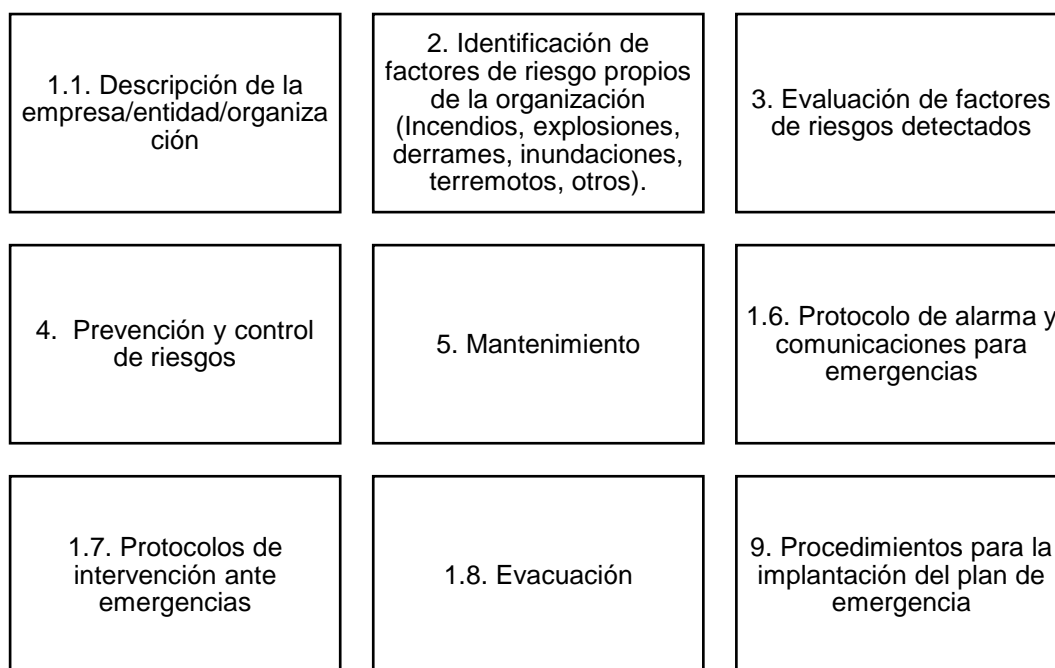 1.1. Descripción de la
empresa/entidad/organiza
ción
2. Identificación de
factores de riesgo propios
de la organización
(Incendios, explosiones,
derrames, inundaciones,
terremotos, otros).
3. Evaluación de factores
de riesgos detectados
4. Prevención y control
de riesgos
5. Mantenimiento
1.6. Protocolo de alarma y
comunicaciones para
emergencias
1.7. Protocolos de
intervención ante
emergencias
1.8. Evacuación
9. Procedimientos para la
implantación del plan de
emergencia